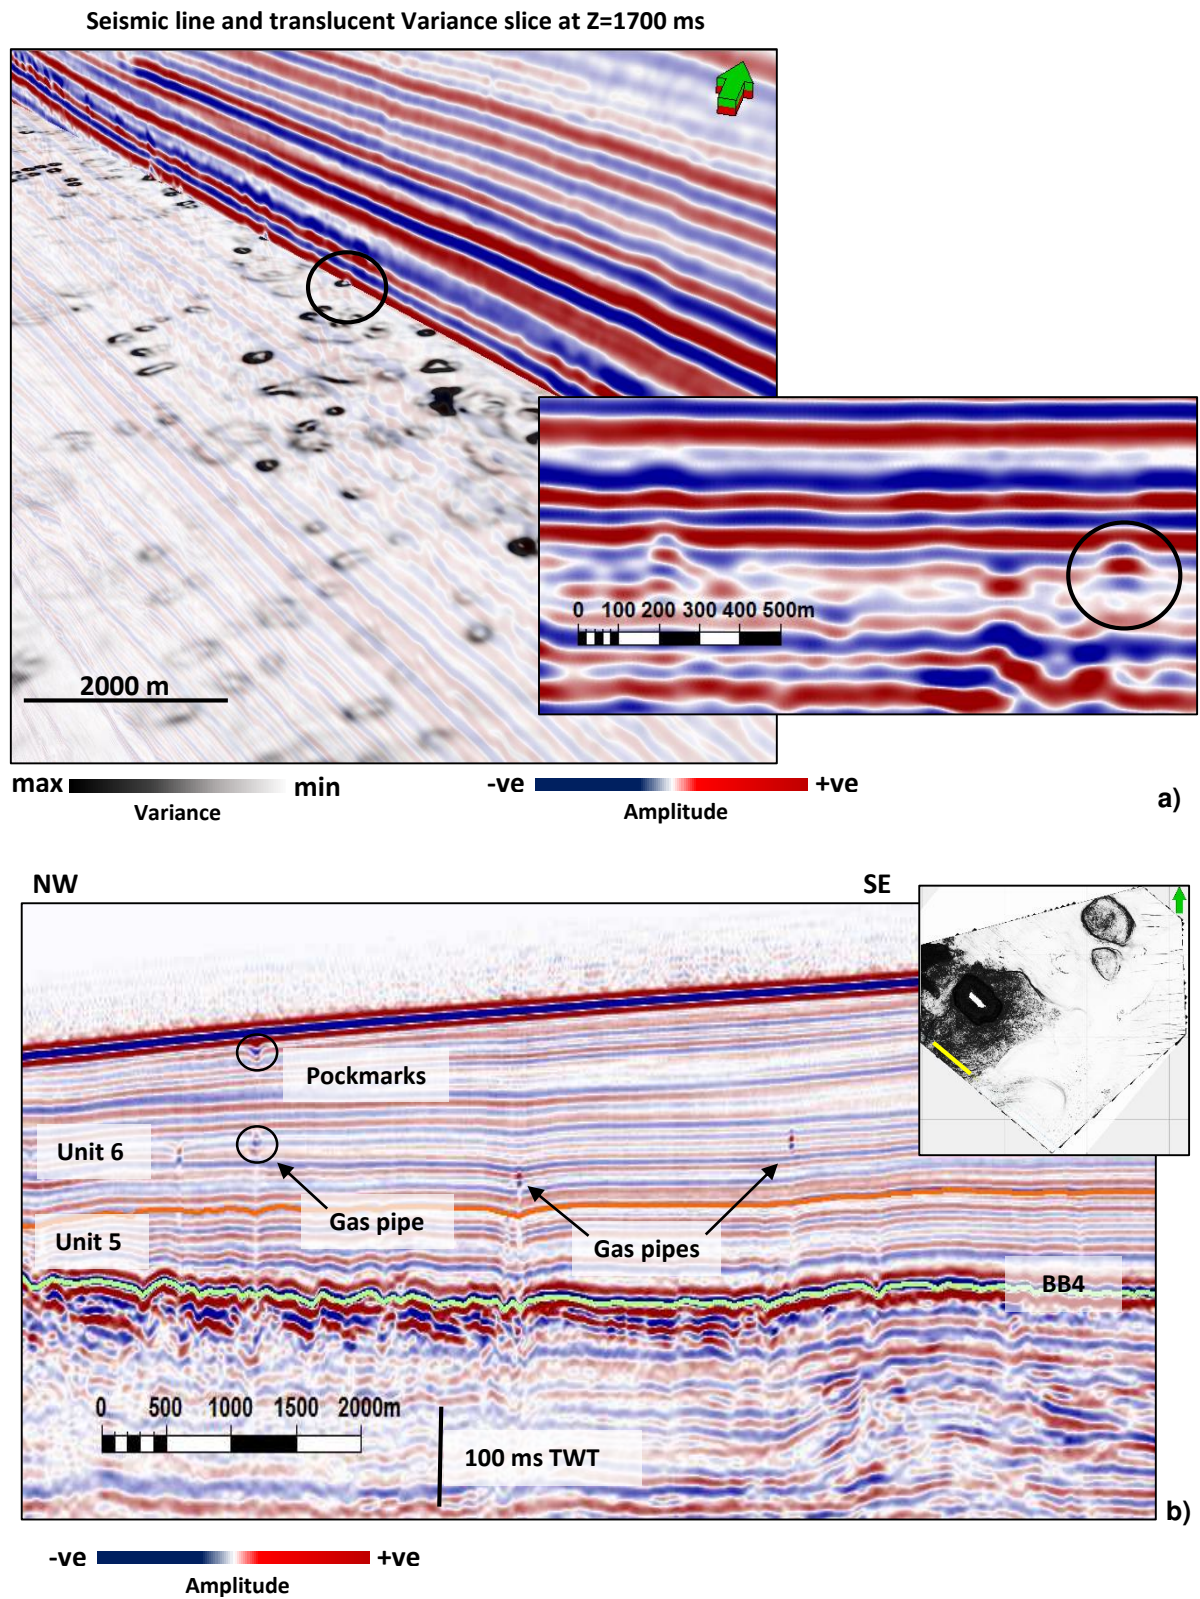 Seismic line and translucent Variance slice at Z=1700 ms
0 100 200 300 400 500m
2000 m
max min
Variance
-ve +ve
Amplitude
a)
NW SE
Pockmarks
Unit 6
Gas pipe
Unit 5
Gas pipes
BB4
0 500 1000 1500 2000m
100 ms TWT
b)
-ve +ve
Amplitude